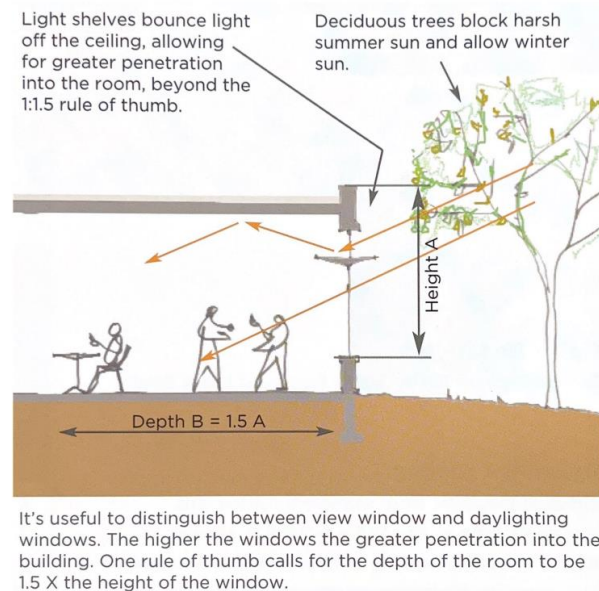 Light shelves bounce light
off the ceiling, allowing
for greater penetration
into the room, beyond the
1:1.5 rule of thumb.
Deciduous trees block harsh
summer sun and allow winter
sun.
Height A
Depth B = 1.5 A
It's useful to distinguish between view window and daylighting
windows. The higher the windows the greater penetration into the
building. One rule of thumb calls for the depth of the room to be
1.5 X the height of the window.